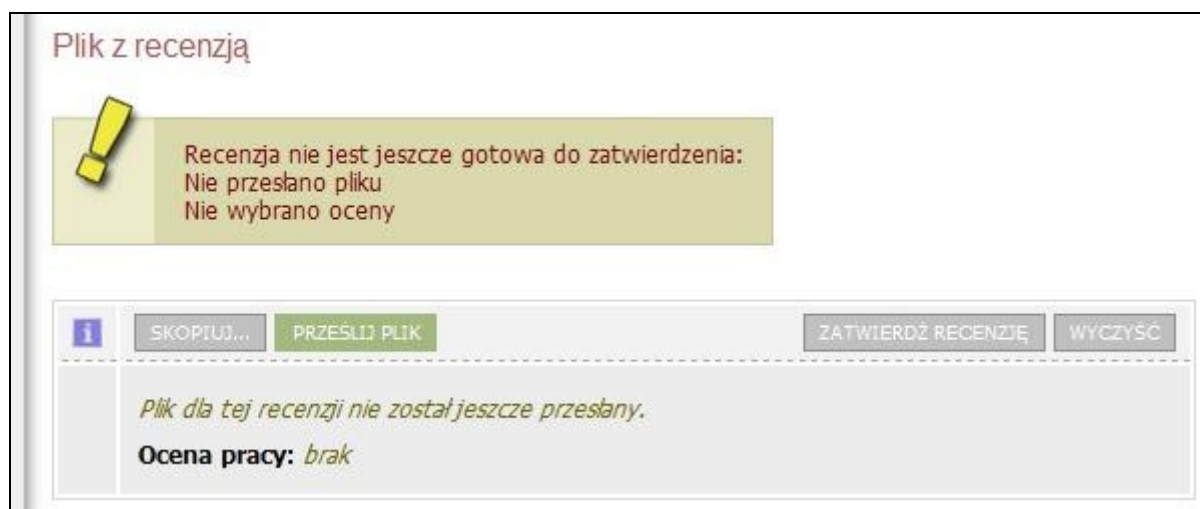 Plik z recenzją
Recenzja nie jest jeszcze gotowa do zatwierdzenia:
Nie przesłano pliku
Nie wybrano oceny
i SKOPIUJ... PRZEŚLIJ PLIK ZATWIERDŹ RECENZJĘ WYCZYŚĆ
Plik dla tej recenzji nie został jeszcze przesłany.
Ocena pracy: brak